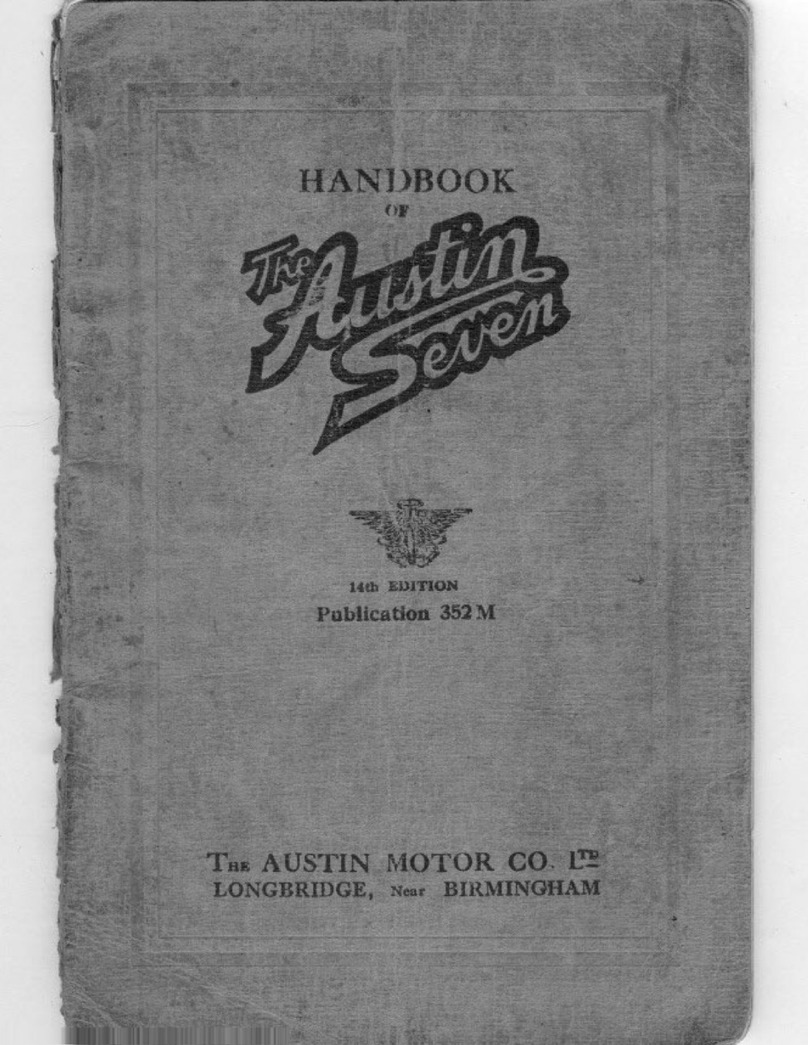 HANDBOOK
OF
The Austin
Seven
14th EDITION
Publication 352 M
THE AUSTIN MOTOR CO. LTD
LONGBRIDGE, Near BIRMINGHAM